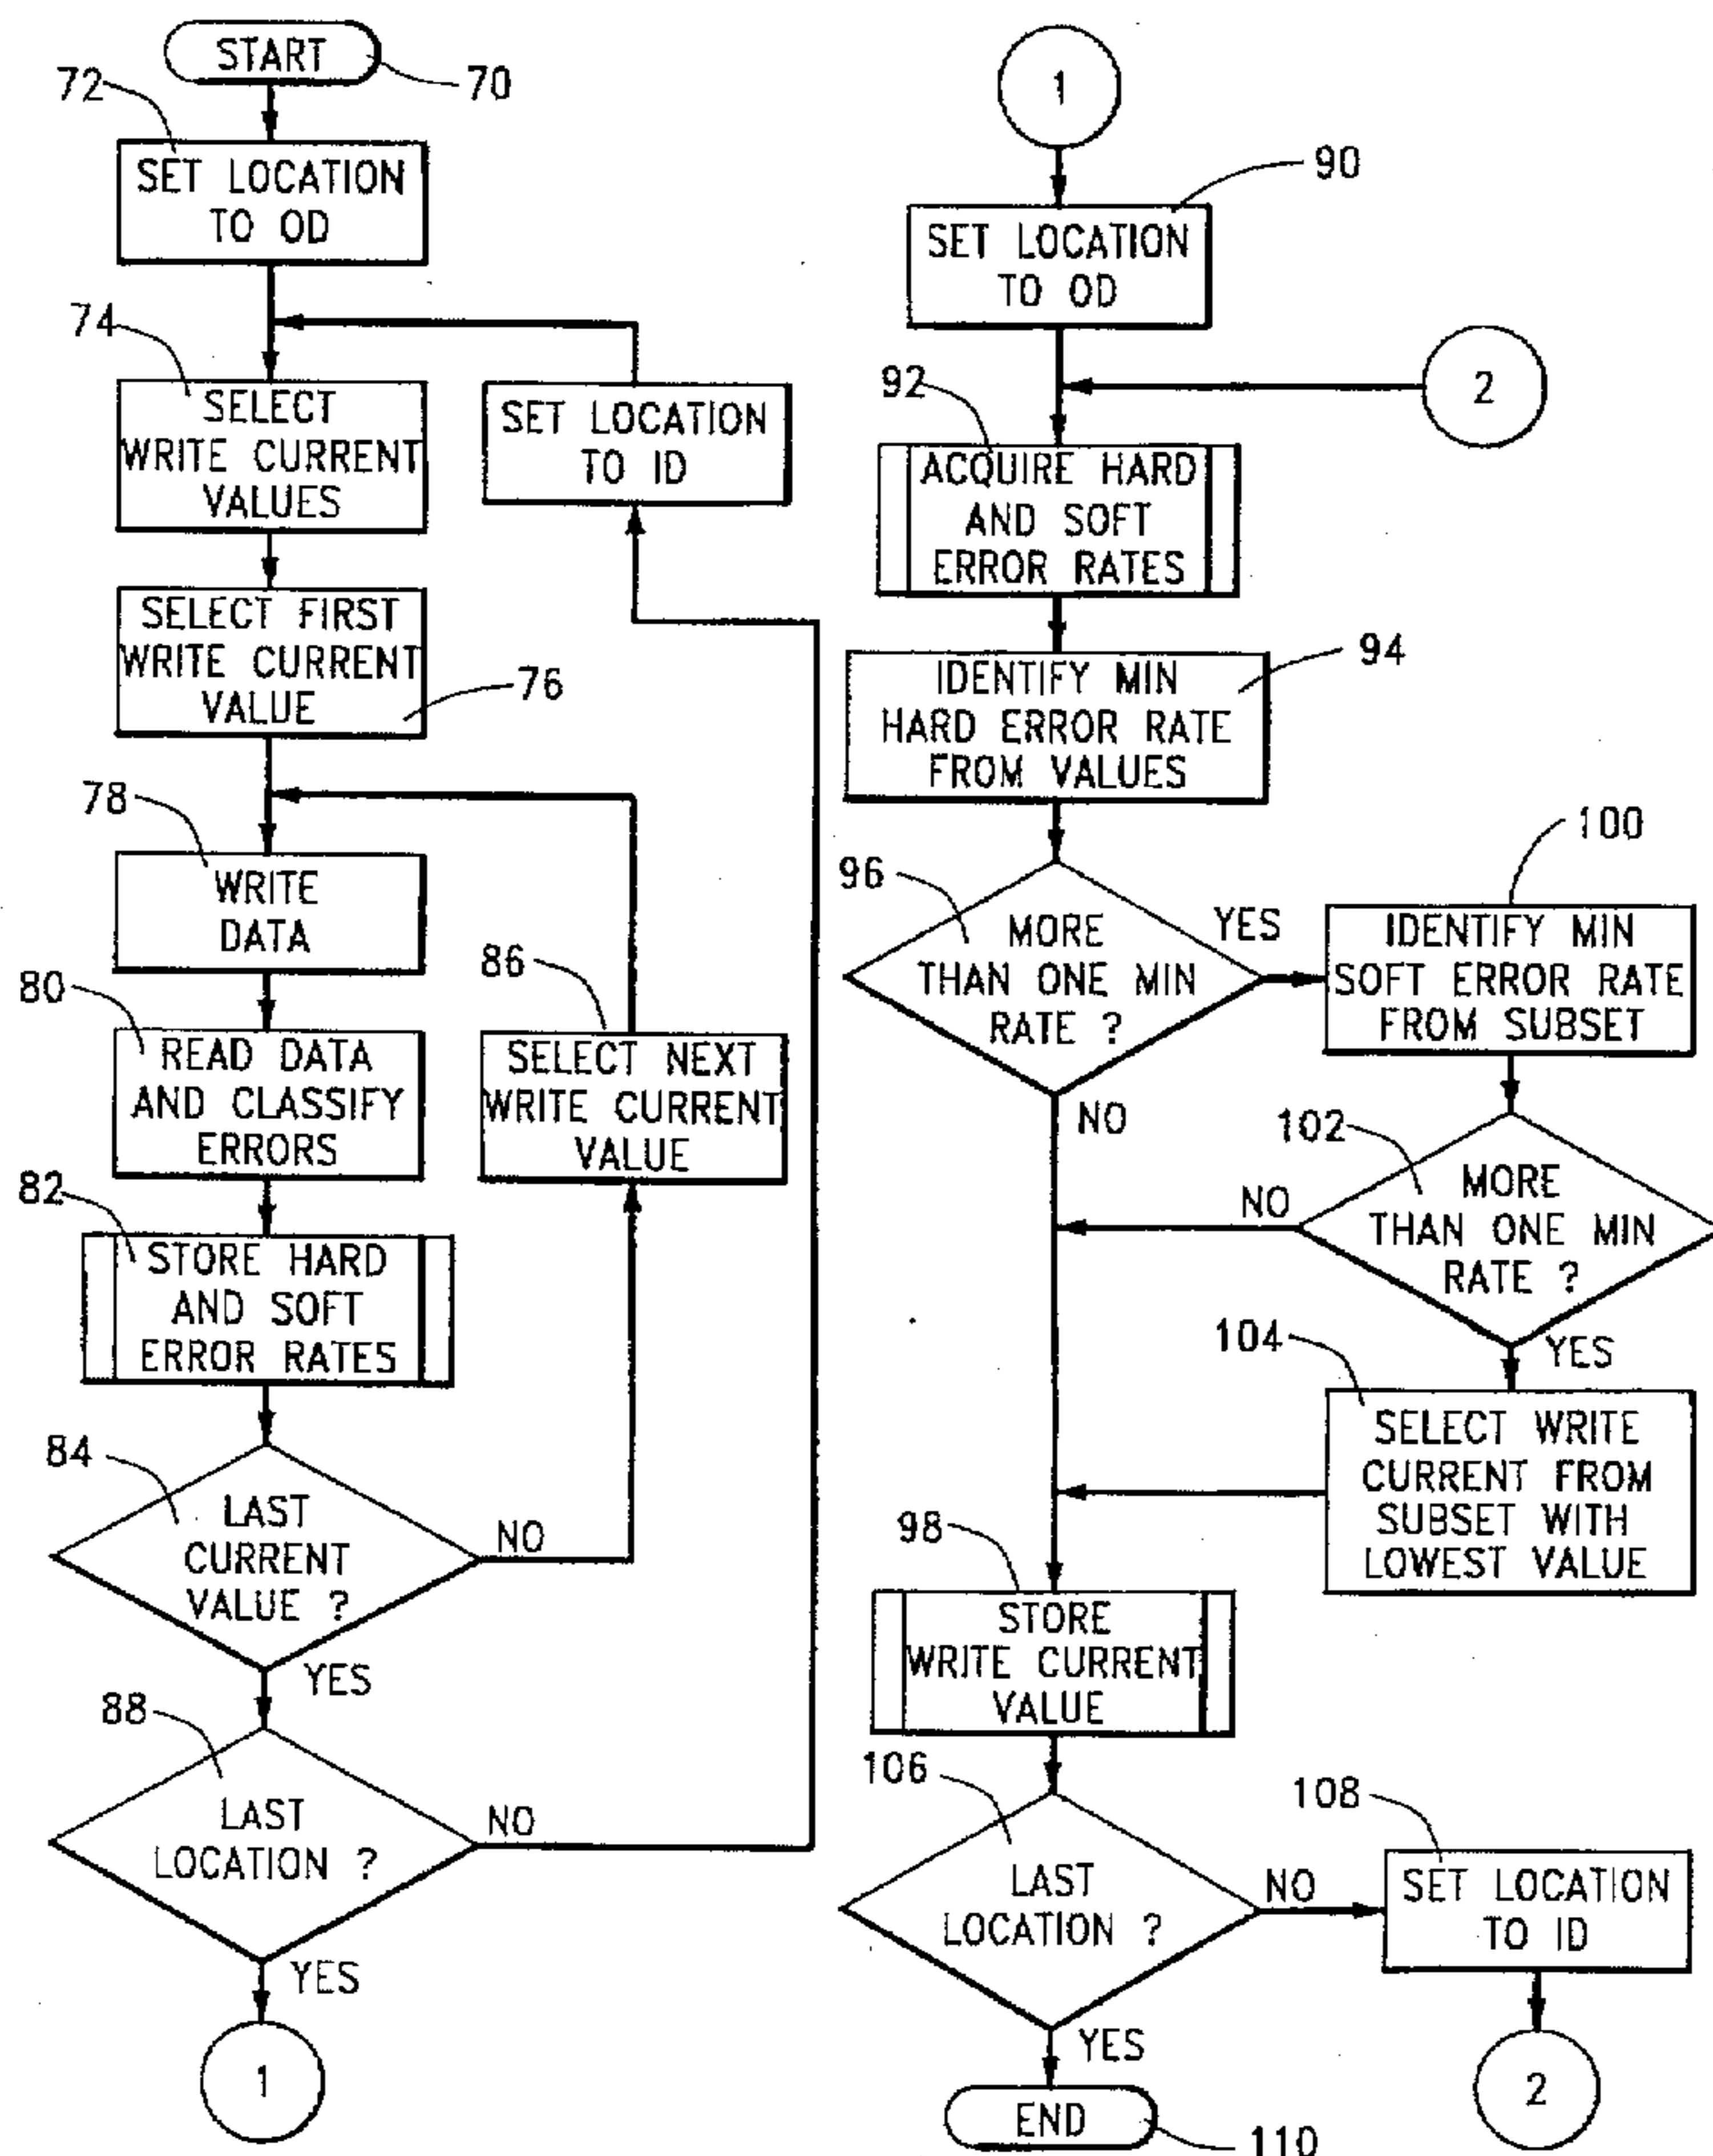 START
70
72
SET LOCATION
TO OD
74
SELECT
WRITE CURRENT
VALUES
SET LOCATION
TO ID
SELECT FIRST
WRITE CURRENT
VALUE
76
78
WRITE
DATA
80
READ DATA
AND CLASSIFY
ERRORS
86
SELECT NEXT
WRITE CURRENT
VALUE
82
STORE HARD
AND SOFT
ERROR RATES
84
LAST
CURRENT
VALUE ?
NO
YES
88
LAST
LOCATION ?
NO
YES
1
1
90
SET LOCATION
TO OD
2
92
ACQUIRE HARD
AND SOFT
ERROR RATES
94
IDENTIFY MIN
HARD ERROR RATE
FROM VALUES
96
MORE
THAN ONE MIN
RATE ?
YES
NO
100
IDENTIFY MIN
SOFT ERROR RATE
FROM SUBSET
102
MORE
THAN ONE MIN
RATE ?
NO
YES
104
SELECT WRITE
CURRENT FROM
SUBSET WITH
LOWEST VALUE
98
STORE
WRITE CURRENT
VALUE
106
LAST
LOCATION ?
NO
YES
108
SET LOCATION
TO ID
2
END
110